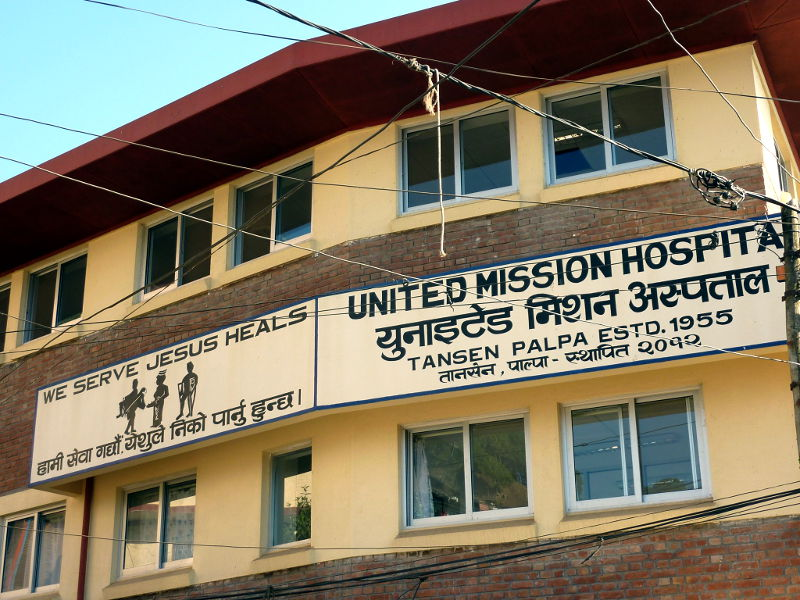 WE SERVE JESUS HEALS
हामी सेवा गर्द्यौं. येशुले निको पार्नु हुन्छ।
UNITED MISSION HOSPITAL
युनाइटेड मिशन अस्पताल
TANSEN PALPA ESTD. 1955
तानसेन, पाल्पा - स्थापित २०१२